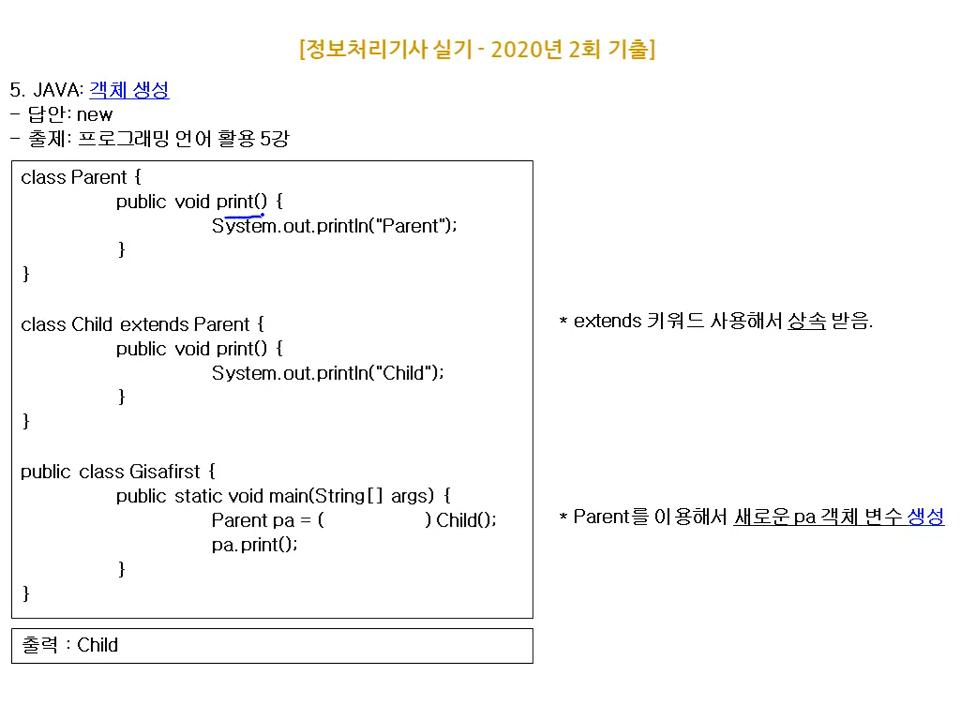 [정보처리기사 실기 - 2020년 2회 기출]
5. JAVA: 객체 생성
- 답안: new
- 출제: 프로그래밍 언어 활용 5강
class Parent {
public void print() {
System.out.println("Parent");
}
}
class Child extends Parent {
* extends 키워드 사용해서 상속 받음.
public void print() {
System.out.println("Child");
}
}
public class Gisafirst {
public static void main(String[] args) {
Parent pa = ( ) Child();
* Parent를 이용해서 새로운 pa 객체 변수 생성
pa.print();
}
}
출력 : Child